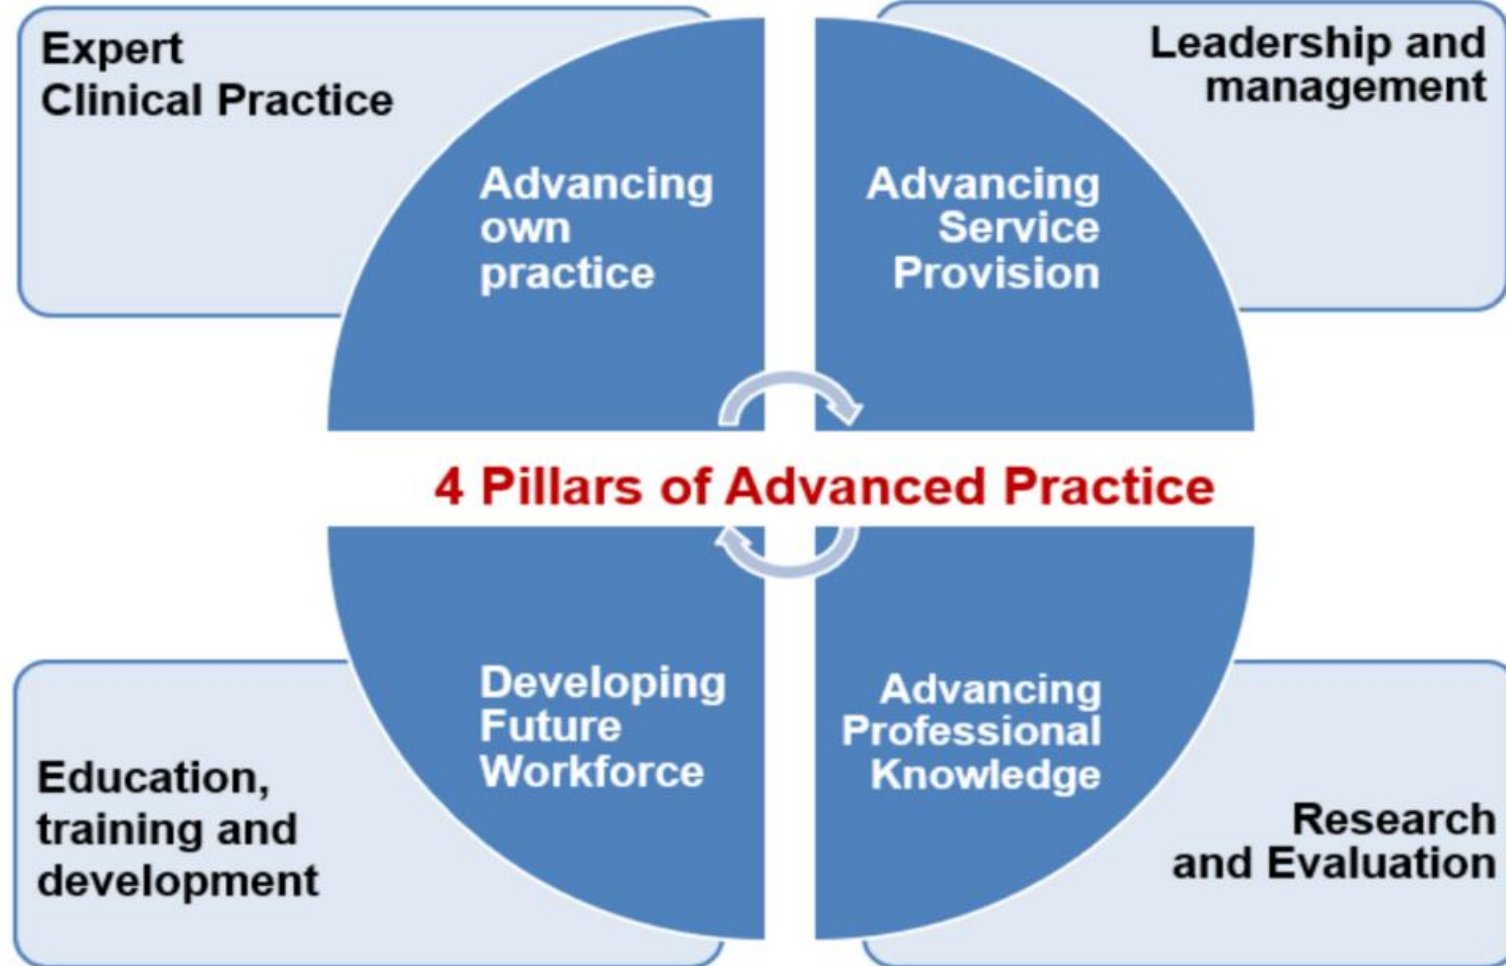 Expert
Clinical Practice
Advancing
own
practice
Leadership and
management
Advancing
Service
Provision
4 Pillars of Advanced Practice
Education,
training and
development
Developing
Future
Workforce
Advancing
Professional
Knowledge
Research
and Evaluation